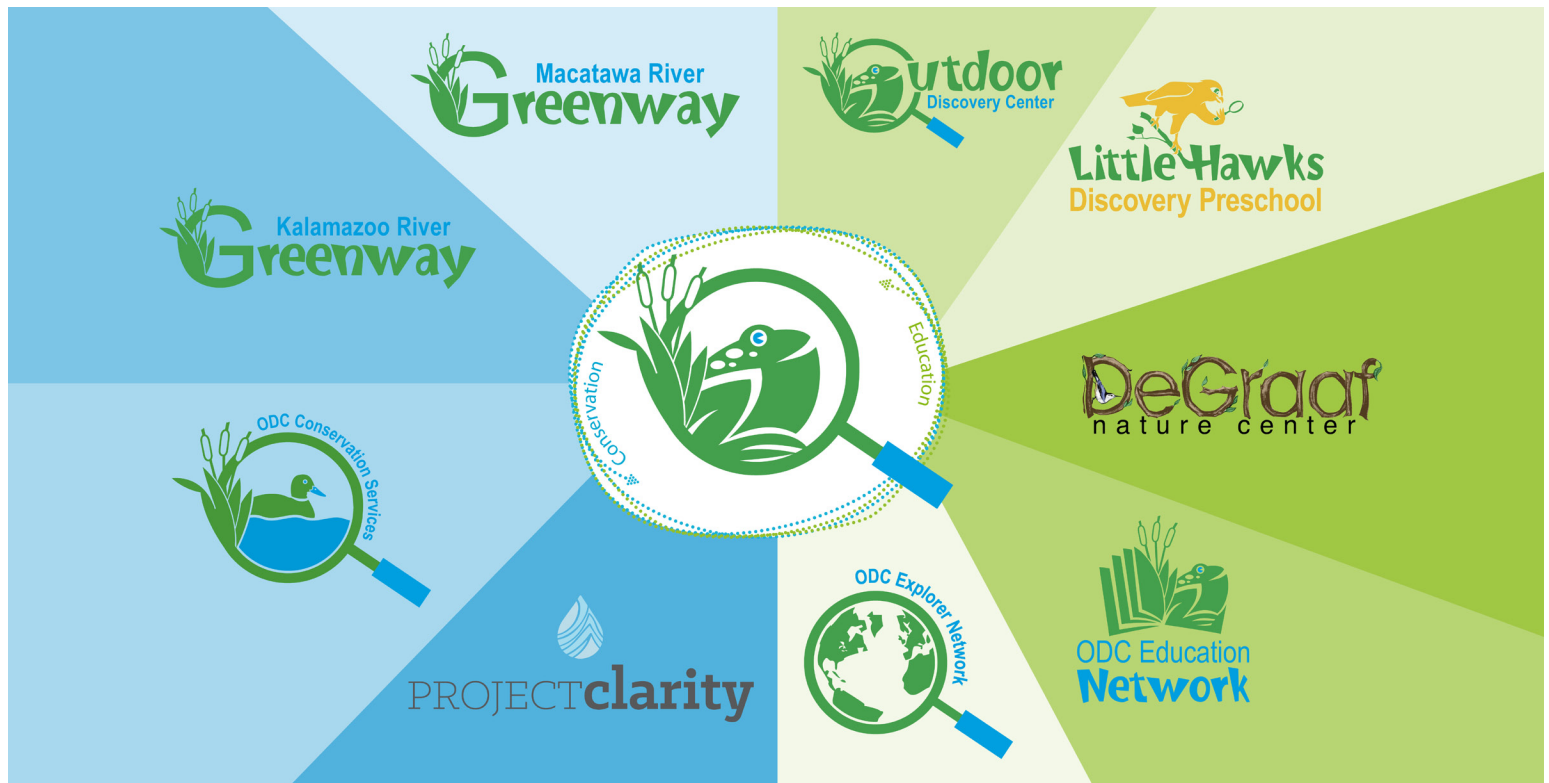 Macatawa River
Greenway
Outdoor
Discovery Center
Little Hawks
Discovery Preschool
Kalamazoo River
Greenway
Education
Conservation
DeGraaf
nature center
ODC Conservation Services
ODC Explorer Network
ODC Education
Network
PROJECTclarity